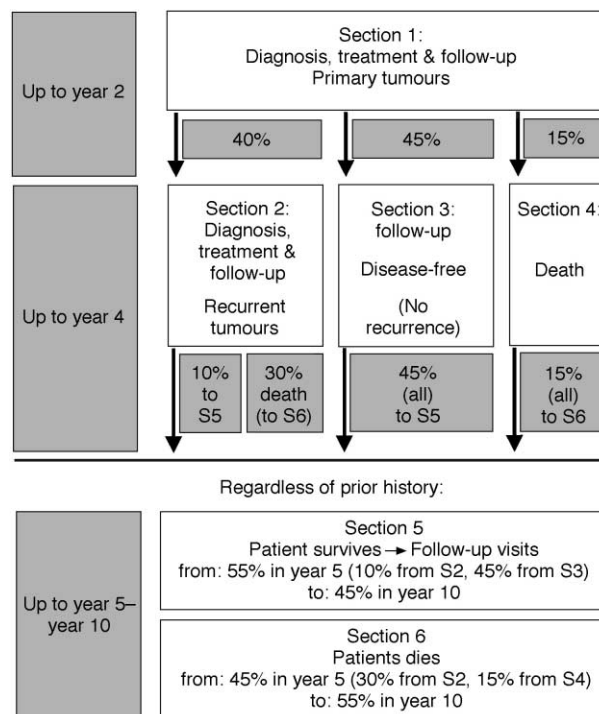 Up to year 2
Section 1:
Diagnosis, treatment & follow-up
Primary tumours
40%
45%
15%
Up to year 4
Section 2:
Diagnosis,
treatment &
follow-up
Recurrent
tumours
Section 3:
follow-up
Disease-free
(No
recurrence)
Section 4:
Death
10%
to
S5
30%
death
(to S6)
45%
(all)
to S5
15%
(all)
to S6
Regardless of prior history:
Up to year 5–
year 10
Section 5
Patient survives → Follow-up visits
from: 55% in year 5 (10% from S2, 45% from S3)
to: 45% in year 10
Section 6
Patients dies
from: 45% in year 5 (30% from S2, 15% from S4)
to: 55% in year 10